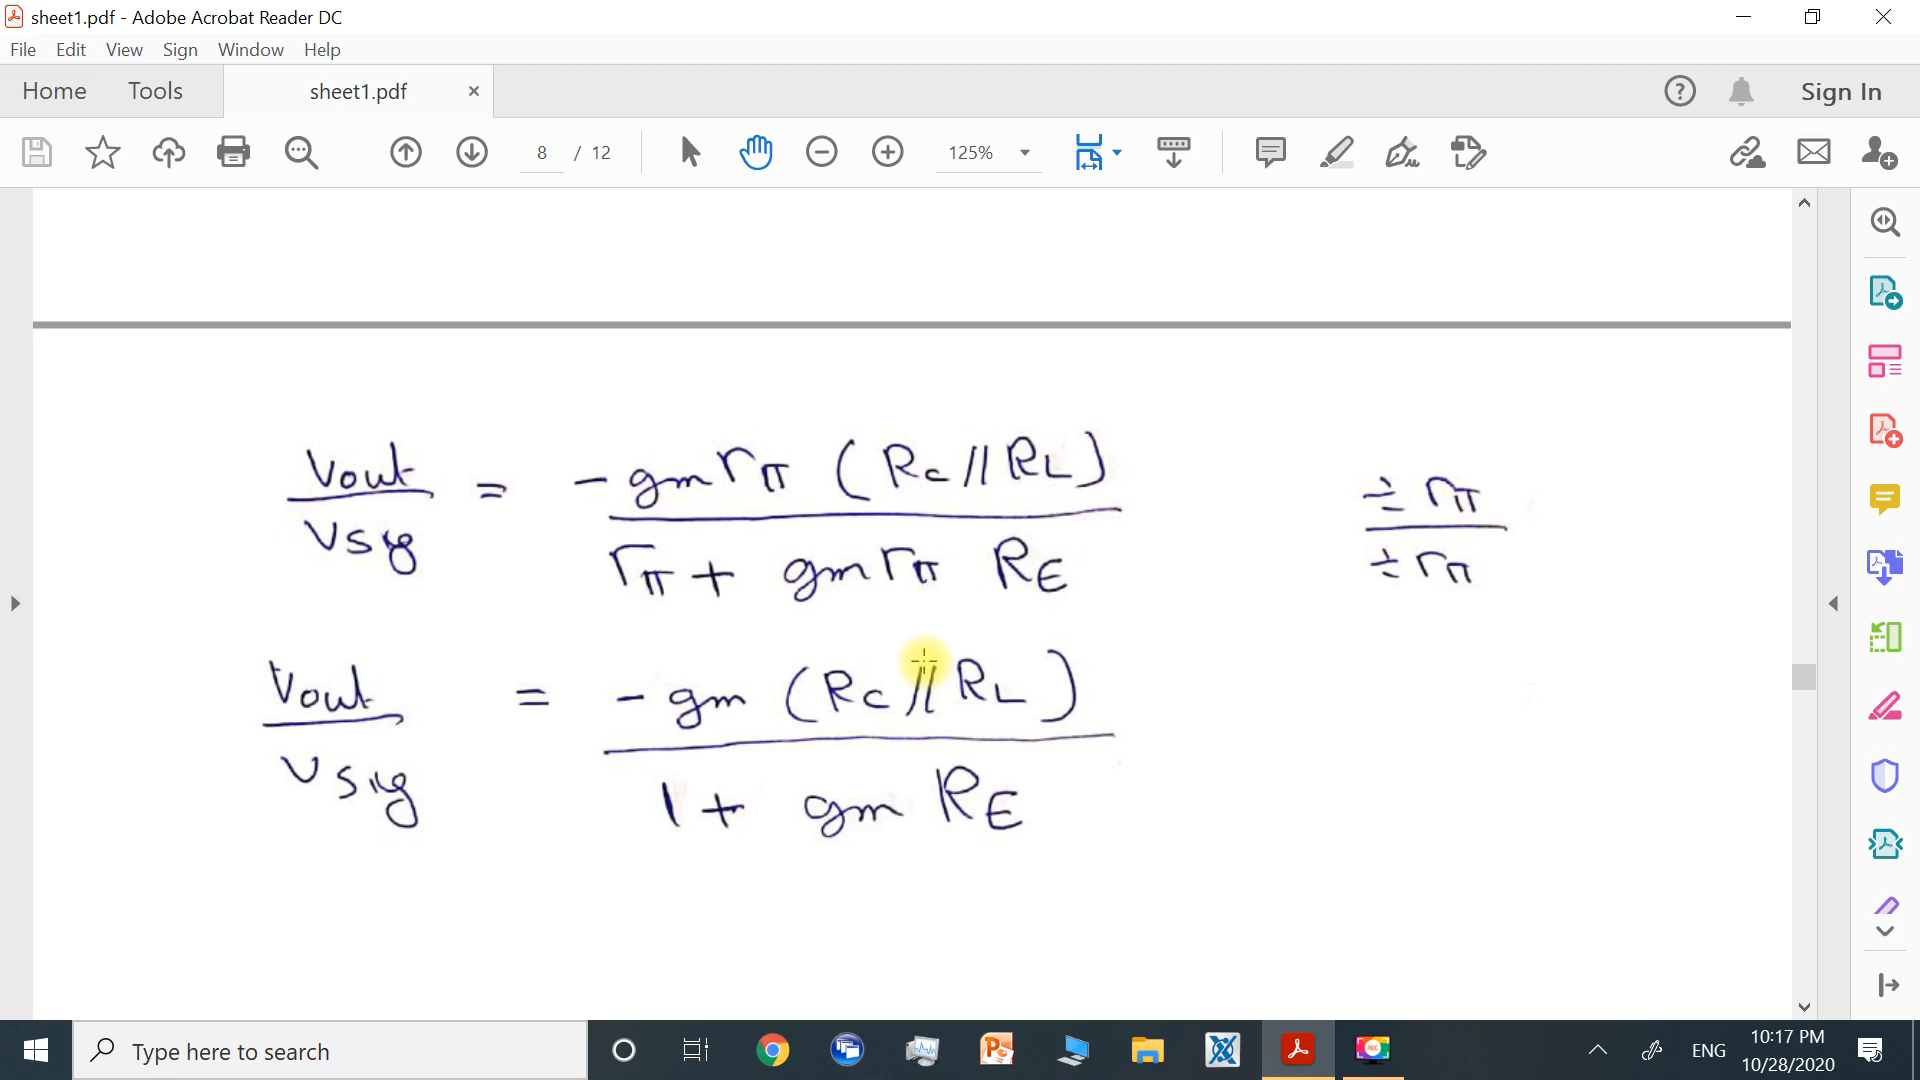 sheet1.pdf - Adobe Acrobat Reader DC
File Edit View Sign Window Help
Home Tools sheet1.pdf × ? Sign In
8 / 12 125%
Vout / Vsig = - gm rπ (Rc // RL) / rπ + gm rπ RE
÷ rπ / ÷ rπ
Vout / Vsig = - gm (Rc // RL) / 1 + gm RE
Type here to search
ENG
10:17 PM
10/28/2020